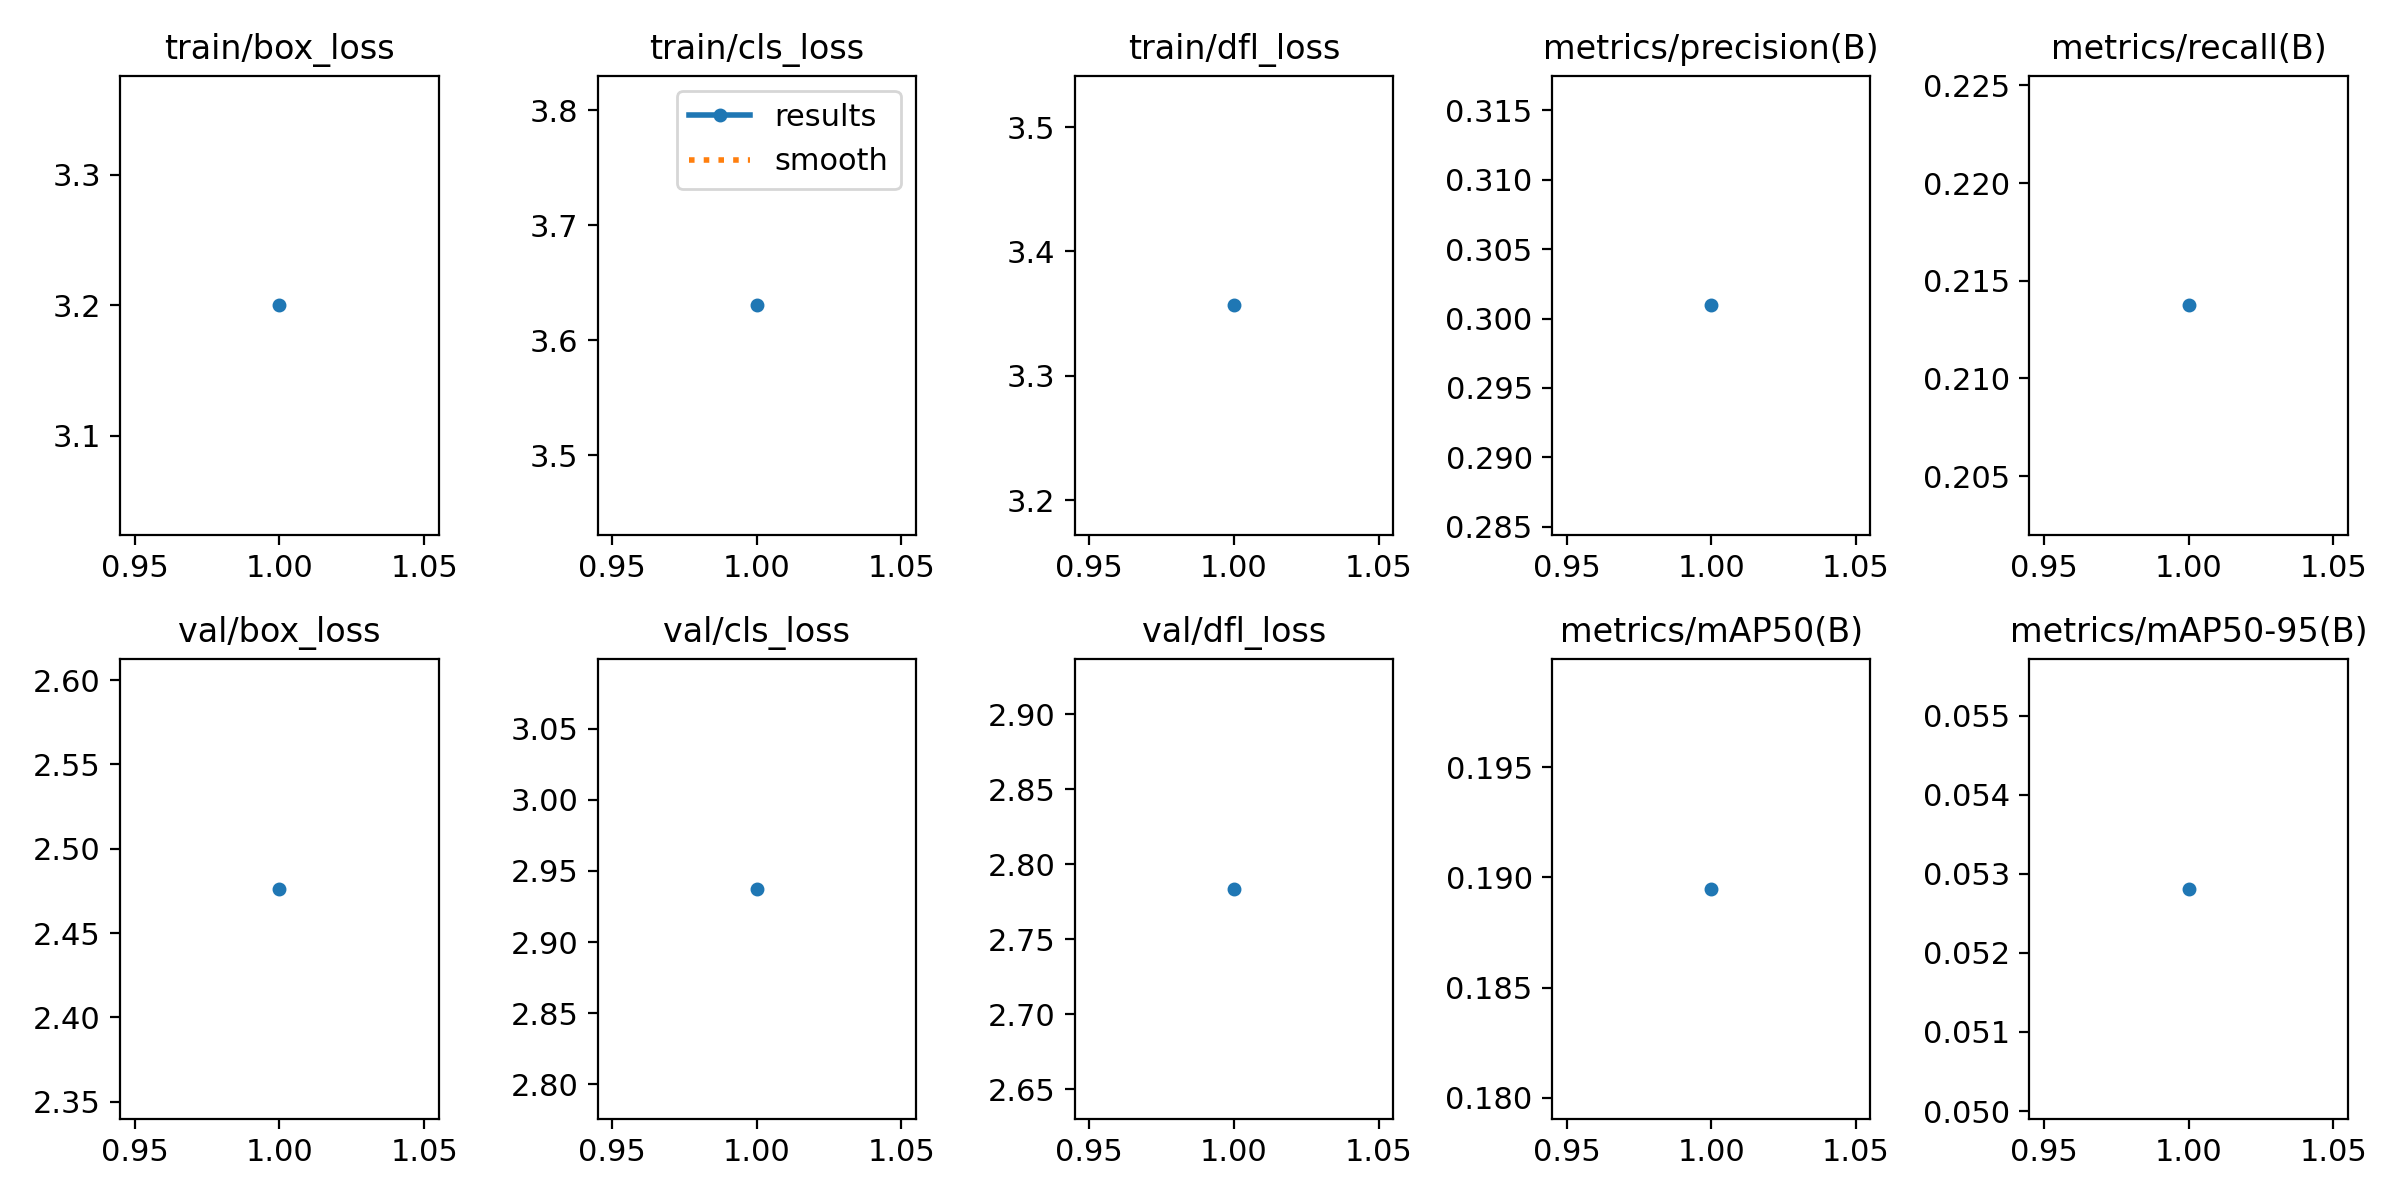 train/box_loss
3.3
3.2
3.1
0.95 1.00 1.05
train/cls_loss
results
smooth
3.8
3.7
3.6
3.5
0.95 1.00 1.05
train/dfl_loss
3.5
3.4
3.3
3.2
0.95 1.00 1.05
metrics/precision(B)
0.315
0.310
0.305
0.300
0.295
0.290
0.285
0.95 1.00 1.05
metrics/recall(B)
0.225
0.220
0.215
0.210
0.205
0.95 1.00 1.05
val/box_loss
2.60
2.55
2.50
2.45
2.40
2.35
0.95 1.00 1.05
val/cls_loss
3.05
3.00
2.95
2.90
2.85
2.80
0.95 1.00 1.05
val/dfl_loss
2.90
2.85
2.80
2.75
2.70
2.65
0.95 1.00 1.05
metrics/mAP50(B)
0.195
0.190
0.185
0.180
0.95 1.00 1.05
metrics/mAP50-95(B)
0.055
0.054
0.053
0.052
0.051
0.050
0.95 1.00 1.05